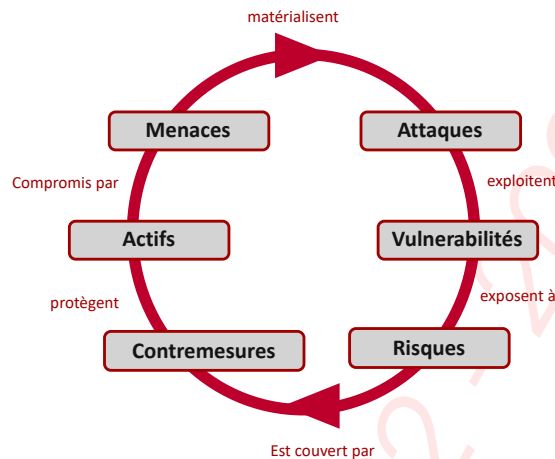 matérialisent
Menaces
Attaques
Compromis par
exploitent
Actifs
Vulnerabilités
protègent
exposent à
Contremesures
Risques
Est couvert par